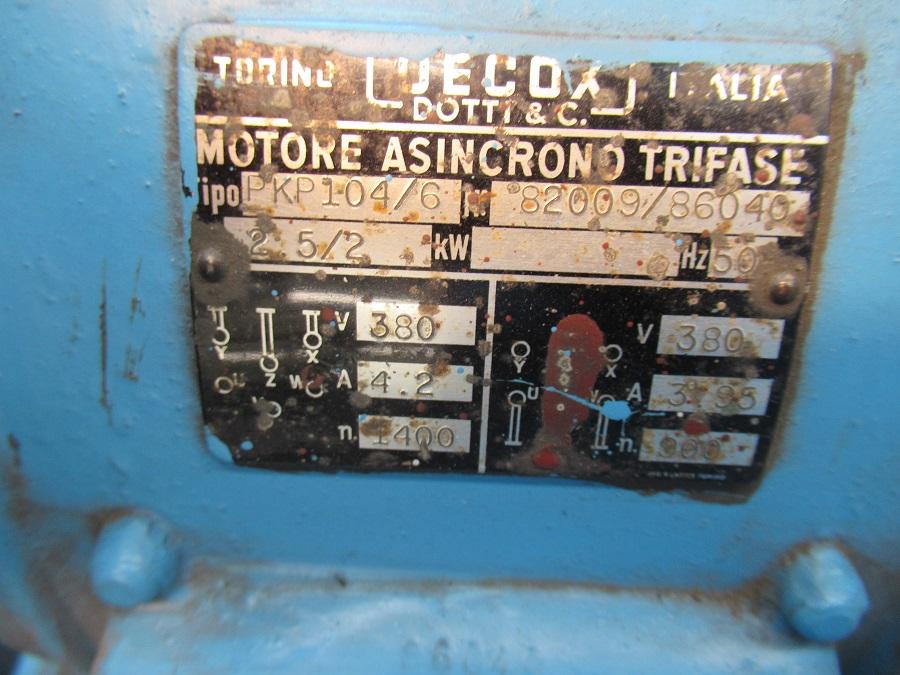 TORINO JECOX ITALIA
DOTTI & C.
MOTORE ASINCRONO TRIFASE
Tipo PKP104/6 N. 82009/86040
2 5/2 kW Hz 50
V 380 V 380
Y X Y X
U Z W A 4.2 U V A 3.95
V n. 1400 n. 900